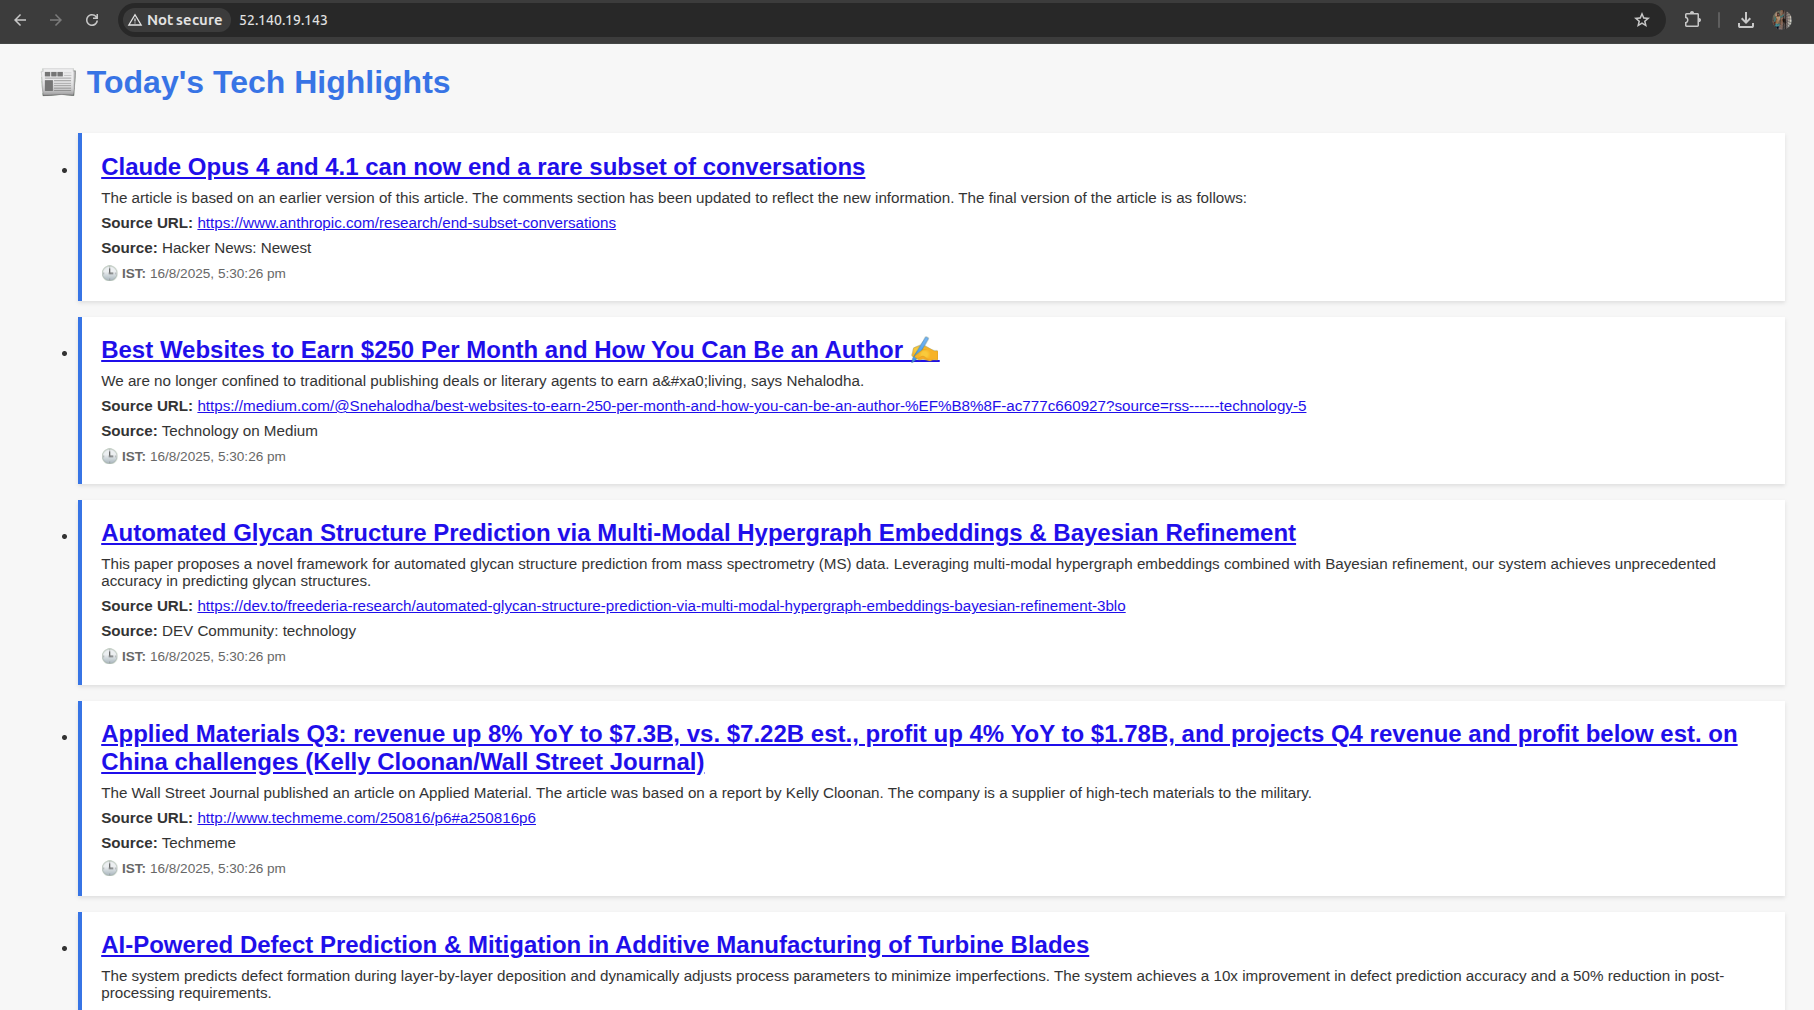 Not secure 52.140.19.143
📰 Today's Tech Highlights
Claude Opus 4 and 4.1 can now end a rare subset of conversations
The article is based on an earlier version of this article. The comments section has been updated to reflect the new information. The final version of the article is as follows:
Source URL: https://www.anthropic.com/research/end-subset-conversations
Source: Hacker News: Newest
🕒 IST: 16/8/2025, 5:30:26 pm
Best Websites to Earn $250 Per Month and How You Can Be an Author ✍️
We are no longer confined to traditional publishing deals or literary agents to earn a&#xa0;living, says Nehalodha.
Source URL: https://medium.com/@Snehalodha/best-websites-to-earn-250-per-month-and-how-you-can-be-an-author-%EF%B8%8F-ac777c660927?source=rss------technology-5
Source: Technology on Medium
🕒 IST: 16/8/2025, 5:30:26 pm
Automated Glycan Structure Prediction via Multi-Modal Hypergraph Embeddings & Bayesian Refinement
This paper proposes a novel framework for automated glycan structure prediction from mass spectrometry (MS) data. Leveraging multi-modal hypergraph embeddings combined with Bayesian refinement, our system achieves unprecedented
accuracy in predicting glycan structures.
Source URL: https://dev.to/freederia-research/automated-glycan-structure-prediction-via-multi-modal-hypergraph-embeddings-bayesian-refinement-3blo
Source: DEV Community: technology
🕒 IST: 16/8/2025, 5:30:26 pm
Applied Materials Q3: revenue up 8% YoY to $7.3B, vs. $7.22B est., profit up 4% YoY to $1.78B, and projects Q4 revenue and profit below est. on
China challenges (Kelly Cloonan/Wall Street Journal)
The Wall Street Journal published an article on Applied Material. The article was based on a report by Kelly Cloonan. The company is a supplier of high-tech materials to the military.
Source URL: http://www.techmeme.com/250816/p6#a250816p6
Source: Techmeme
🕒 IST: 16/8/2025, 5:30:26 pm
AI-Powered Defect Prediction & Mitigation in Additive Manufacturing of Turbine Blades
The system predicts defect formation during layer-by-layer deposition and dynamically adjusts process parameters to minimize imperfections. The system achieves a 10x improvement in defect prediction accuracy and a 50% reduction in post-
processing requirements.